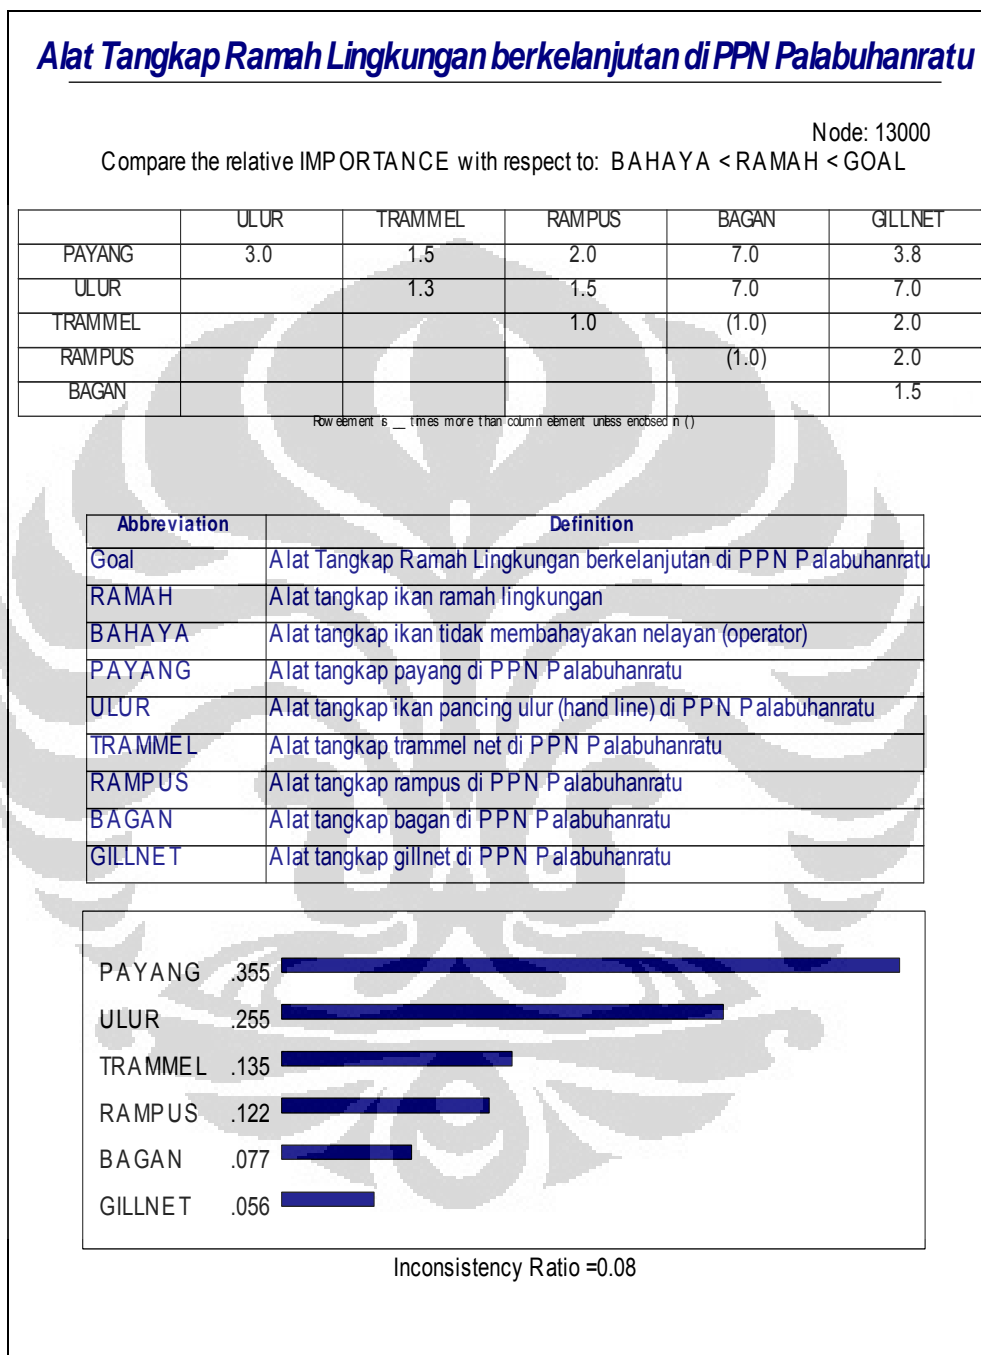 Alat Tangkap Ramah Lingkungan berkelanjutan di PPN Palabuhanratu
Node: 13000
Compare the relative IMPORTANCE with respect to: BAHAYA < RAMAH < GOAL
ULUR TRAMMEL RAMPUS BAGAN GILLNET
PAYANG 3.0 1.5 2.0 7.0 3.8
ULUR 1.3 1.5 7.0 7.0
TRAMMEL 1.0 (1.0) 2.0
RAMPUS (1.0) 2.0
BAGAN 1.5
Row element is __ times more than column element unless enclosed in ()
Abbreviation Definition
Goal Alat Tangkap Ramah Lingkungan berkelanjutan di PPN Palabuhanratu
RAMAH Alat tangkap ikan ramah lingkungan
BAHAYA Alat tangkap ikan tidak membahayakan nelayan (operator)
PAYANG Alat tangkap payang di PPN Palabuhanratu
ULUR Alat tangkap ikan pancing ulur (hand line) di PPN Palabuhanratu
TRAMMEL Alat tangkap trammel net di PPN Palabuhanratu
RAMPUS Alat tangkap rampus di PPN Palabuhanratu
BAGAN Alat tangkap bagan di PPN Palabuhanratu
GILLNET Alat tangkap gillnet di PPN Palabuhanratu
PAYANG .355
ULUR .255
TRAMMEL .135
RAMPUS .122
BAGAN .077
GILLNET .056
Inconsistency Ratio =0.08